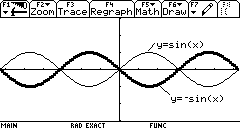 F1▼ F2▼ Zoom F3 Trace F4 Regraph F5▼ Math F6▼ Draw F7▼
y=sin(x)
y=-sin(x)
MAIN RAD EXACT FUNC